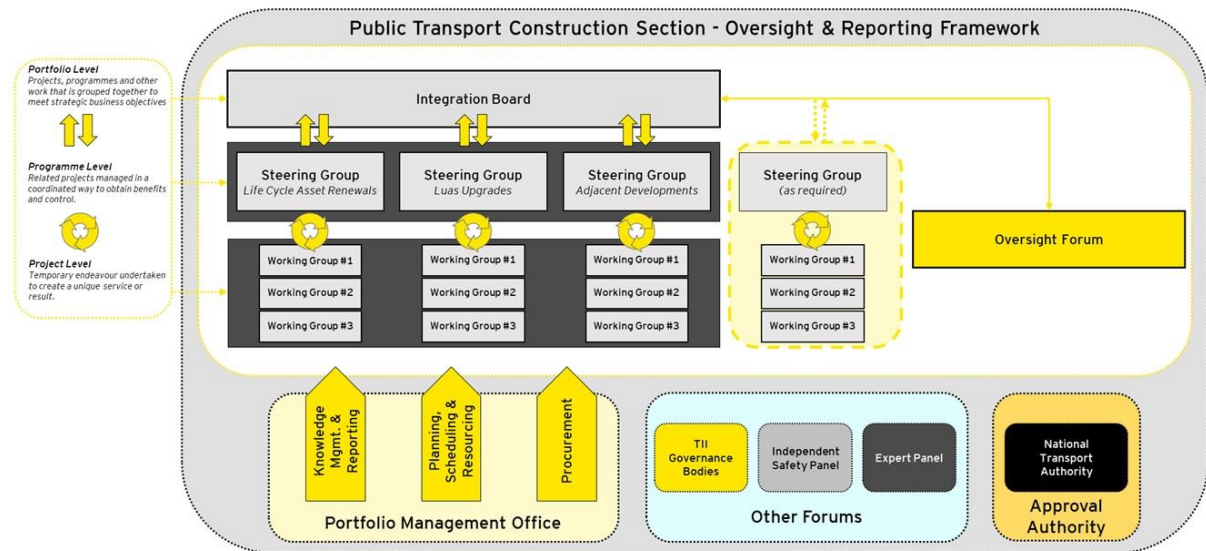 Public Transport Construction Section - Oversight & Reporting Framework
Portfolio Level
Projects, programmes and other
work that is grouped together to
meet strategic business objectives
Programme Level
Related projects managed in a
coordinated way to obtain benefits
and control.
Project Level
Temporary endeavour undertaken
to create a unique service or
result.
Integration Board
Steering Group
Life Cycle Asset Renewals
Steering Group
Luas Upgrades
Steering Group
Adjacent Developments
Steering Group
(as required)
Working Group #1
Working Group #2
Working Group #3
Working Group #1
Working Group #2
Working Group #3
Working Group #1
Working Group #2
Working Group #3
Working Group #1
Working Group #2
Working Group #3
Oversight Forum
Knowledge
Mgmt. &
Reporting
Planning,
Scheduling &
Resourcing
Procurement
Portfolio Management Office
TII
Governance
Bodies
Independent
Safety Panel
Expert Panel
Other Forums
National
Transport
Authority
Approval
Authority